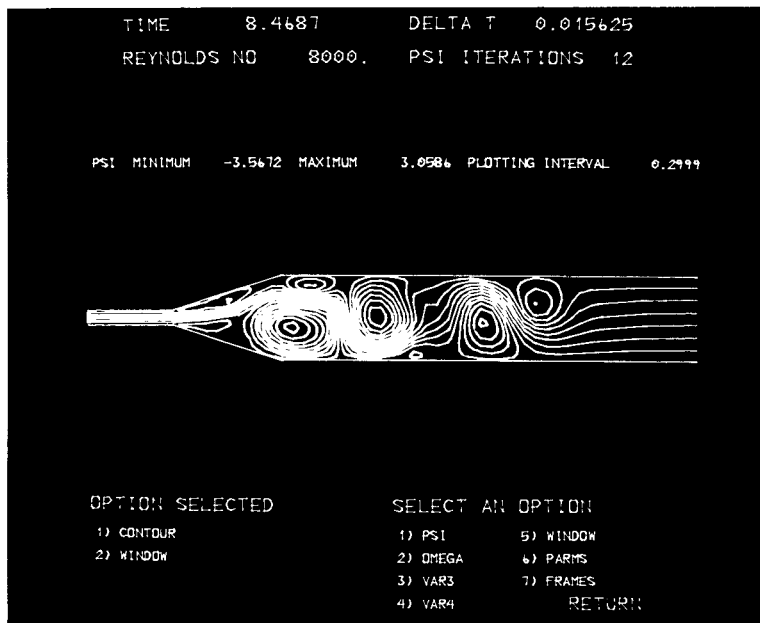 TIME 8.4687 DELTA T 0.015625
REYNOLDS NO 8000. PSI ITERATIONS 12
PSI MINIMUM -3.5672 MAXIMUM 3.0586 PLOTTING INTERVAL 0.2999
OPTION SELECTED
1) CONTOUR
2) WINDOW
SELECT AN OPTION
1) PSI 5) WINDOW
2) OMEGA 6) PARMS
3) VAR3 7) FRAMES
4) VAR4 RETURN